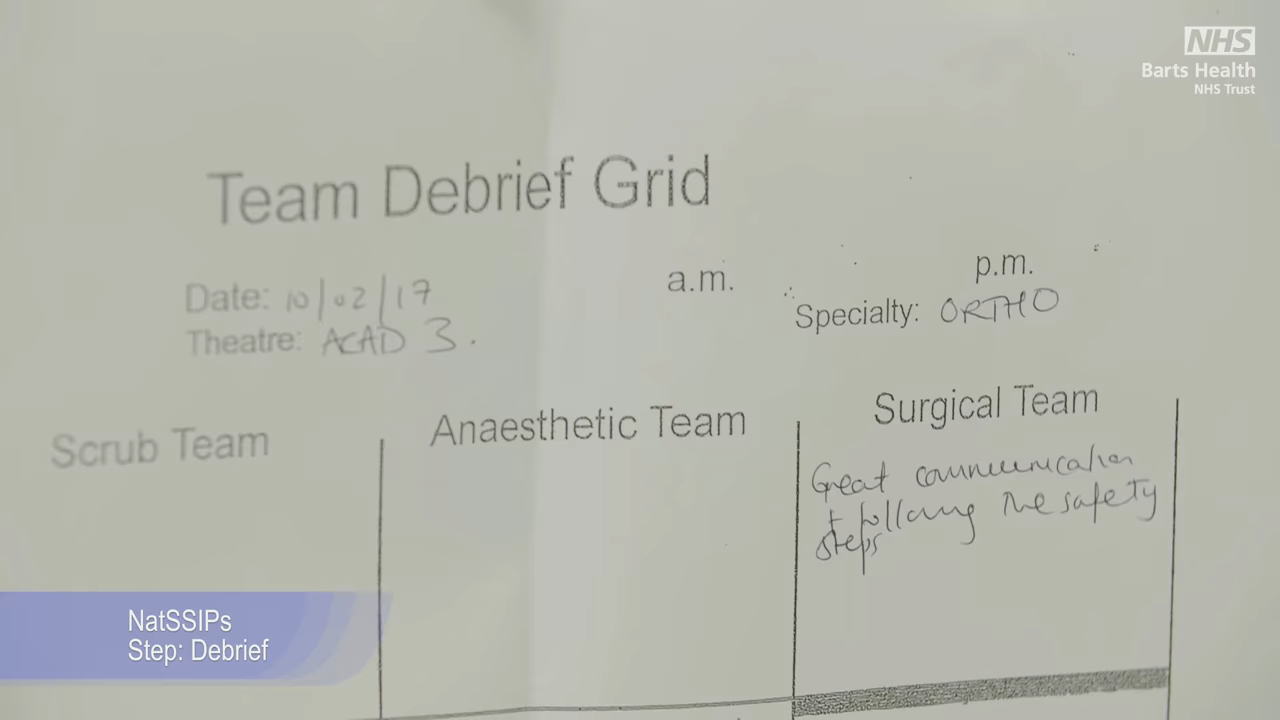 NHS
Barts Health
NHS Trust
Team Debrief Grid
Date: 10/02/17
a.m.
p.m.
Theatre: ACAD 3.
Specialty: ORTHO
Scrub Team
Anaesthetic Team
Surgical Team
Great communication
+ following the safety
steps
NatSSIPs
Step: Debrief